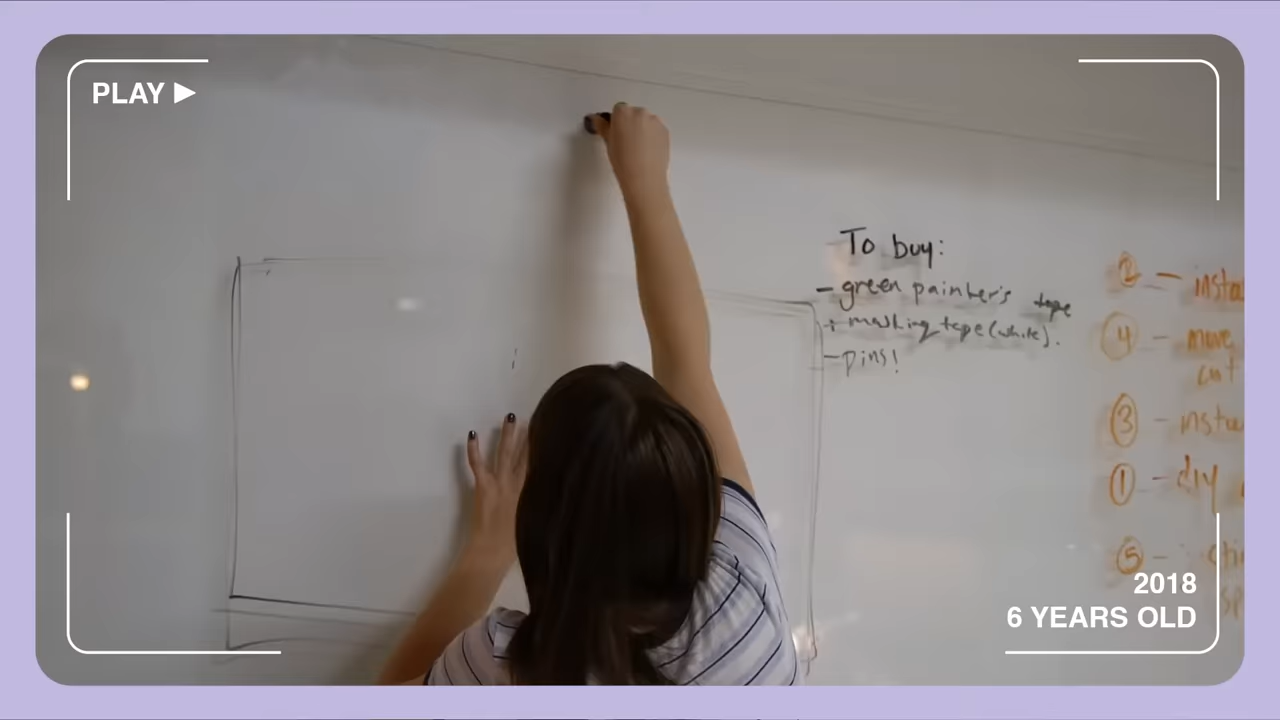 PLAY
To buy:
- green painter's tape
+ masking tape (white).
- pins!
② - insta
④ - move
cut
③ -
① - diy
⑤ -
2018
6 YEARS OLD